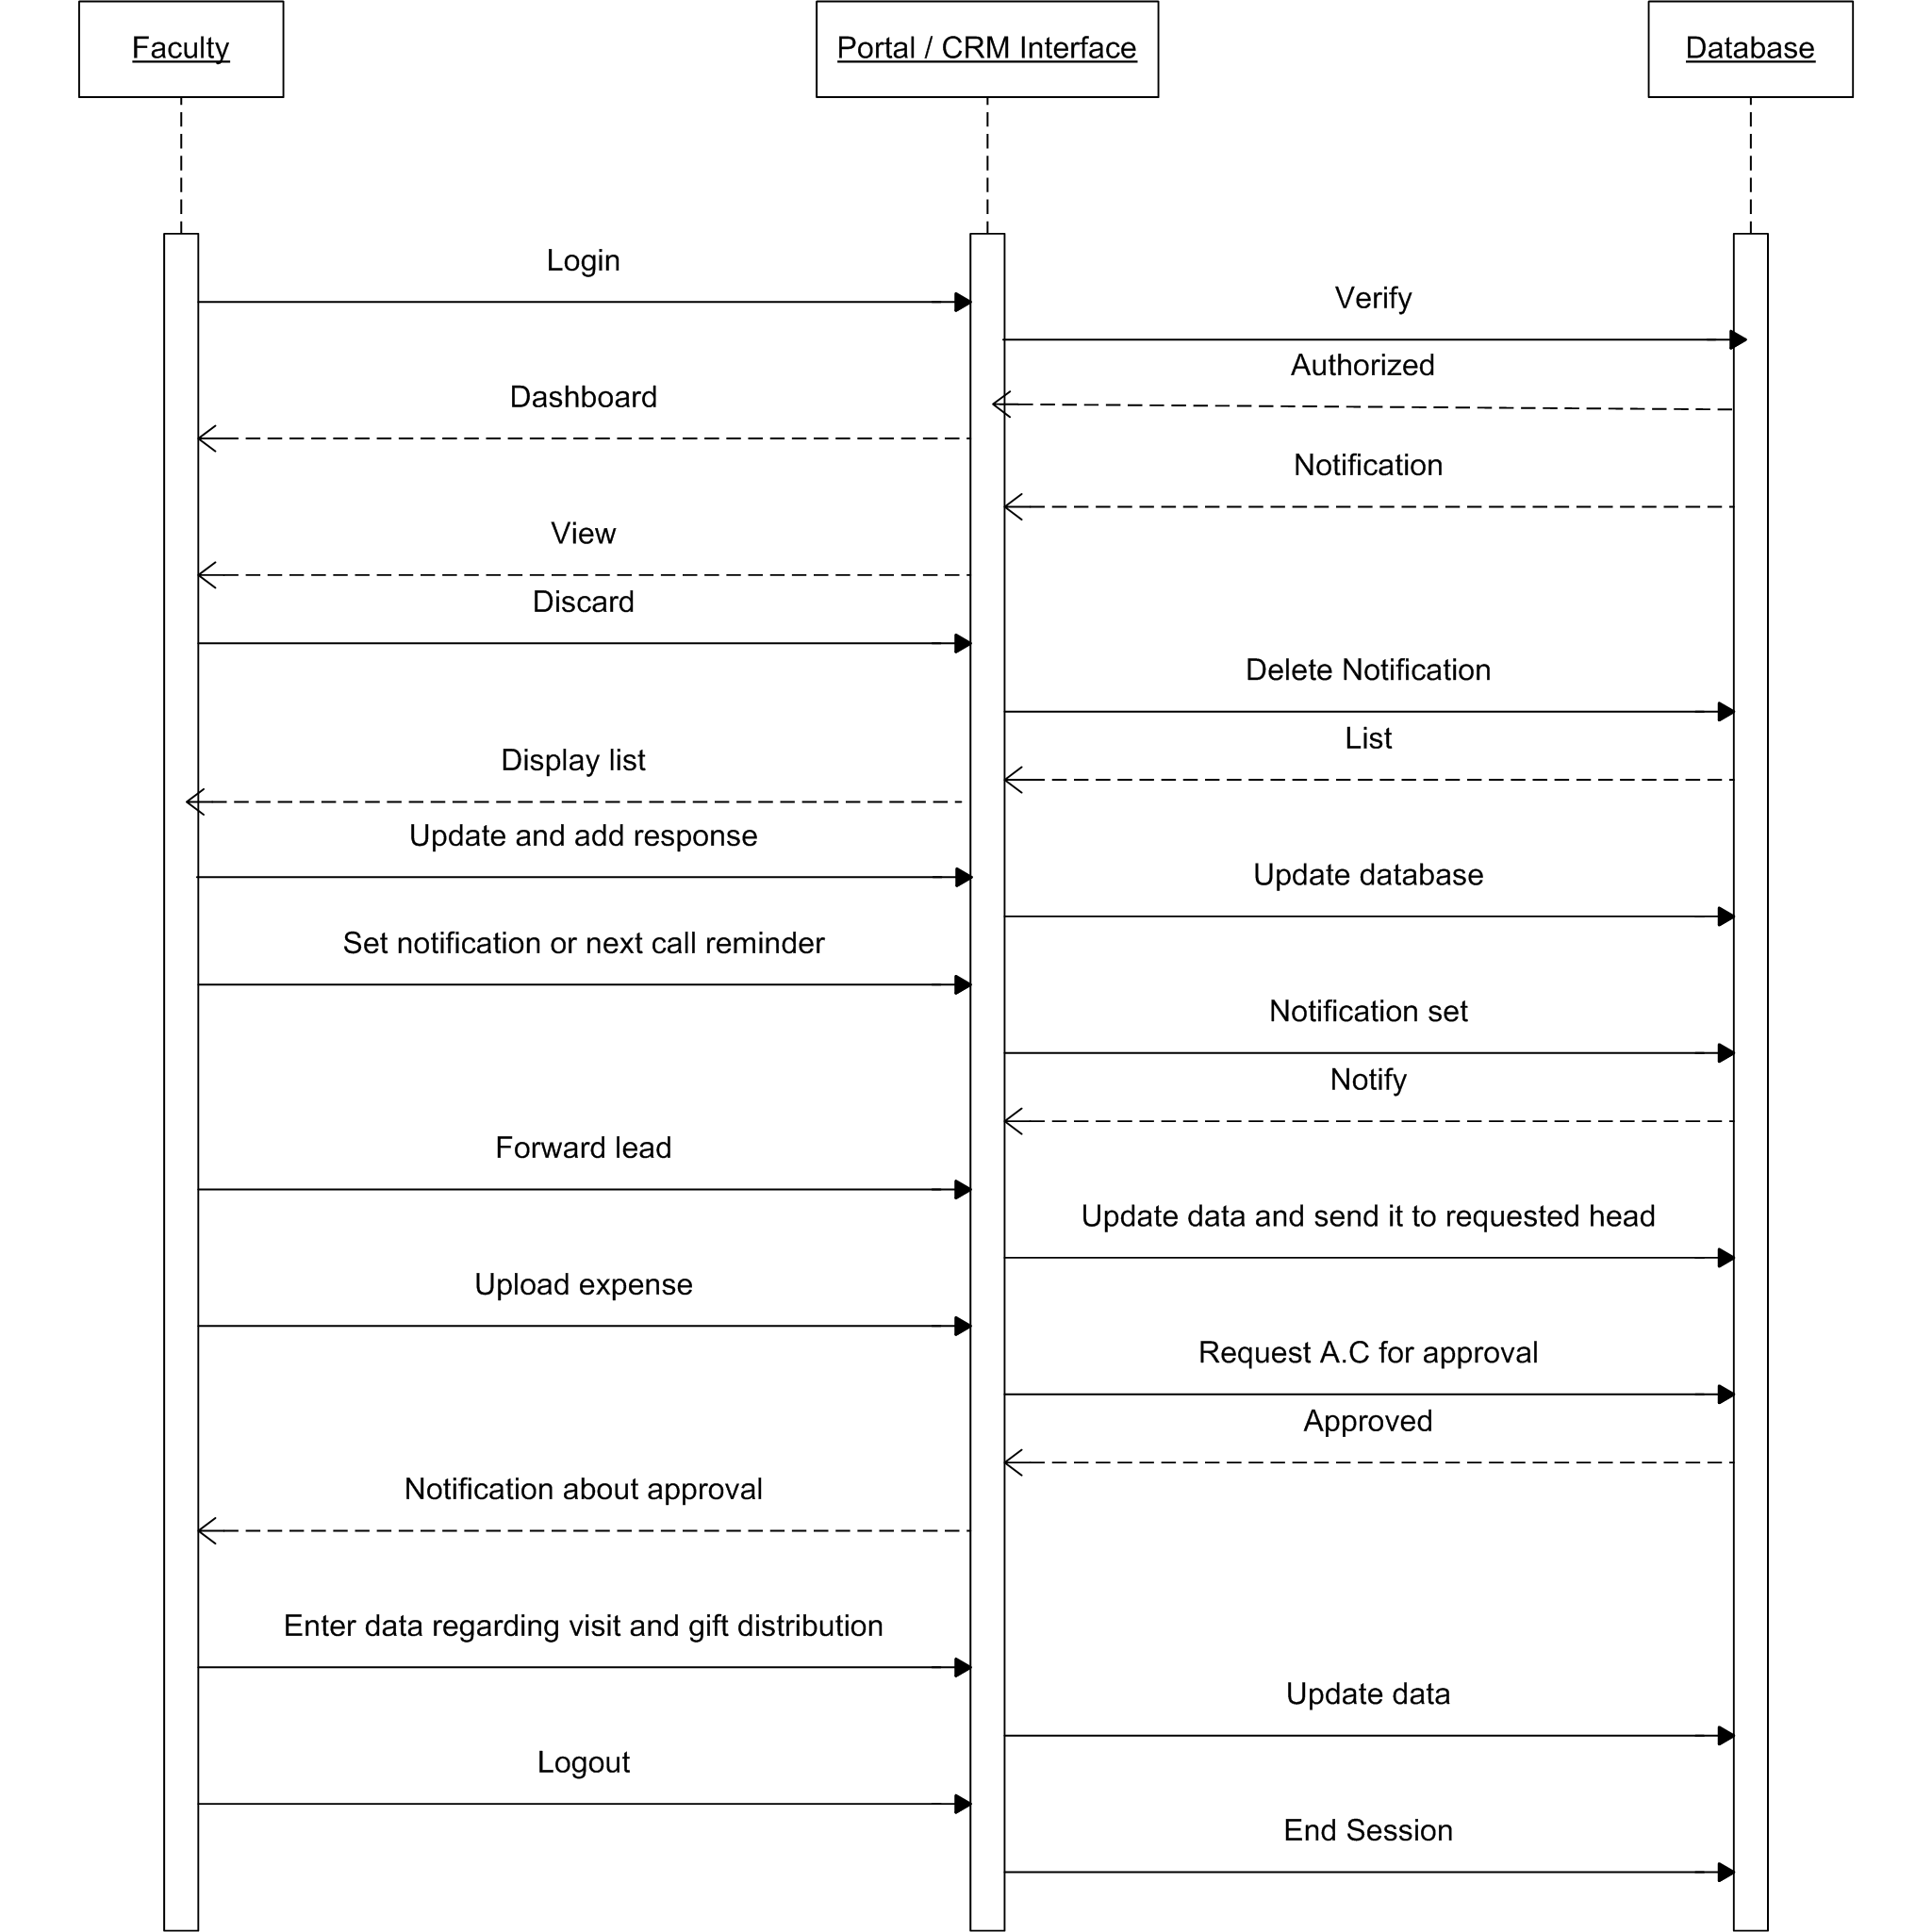 Faculty
Portal / CRM Interface
Database
Login
Verify
Authorized
Dashboard
Notification
View
Discard
Delete Notification
List
Display list
Update and add response
Update database
Set notification or next call reminder
Notification set
Notify
Forward lead
Update data and send it to requested head
Upload expense
Request A.C for approval
Approved
Notification about approval
Enter data regarding visit and gift distribution
Update data
Logout
End Session